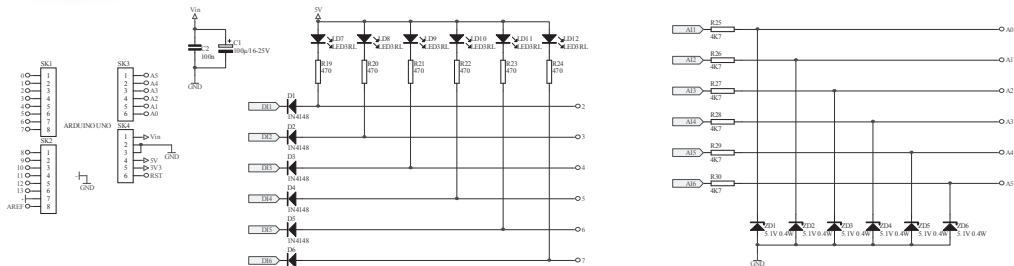 Vin
C2
100n
C1
100µ/16-25V
GND
SK1
0
1
2
3
4
5
6
7
1
2
3
4
5
6
7
8
SK3
1
2
3
4
5
6
A5
A4
A3
A2
A1
A0
ARDUINO UNO
SK4
1
2
3
4
5
6
Vin
GND
5V
3V3
RST
SK2
8
9
10
11
12
13
AREF
1
2
3
4
5
6
7
8
GND
5V
LD7
LED3RL
LD8
LED3RL
LD9
LED3RL
LD10
LED3RL
LD11
LED3RL
LD12
LED3RL
R19
470
R20
470
R21
470
R22
470
R23
470
R24
470
DI1
D1
1N4148
2
DI2
D2
1N4148
3
DI3
D3
1N4148
4
DI4
D4
1N4148
5
DI5
D5
1N4148
6
DI6
D6
7
AI1
R25
4K7
A0
AI2
R26
4K7
A1
AI3
R27
4K7
A2
AI4
R28
4K7
A3
AI5
R29
4K7
A4
AI6
R30
4K7
A5
ZD1
5.1V 0.4W
ZD2
5.1V 0.4W
ZD3
5.1V 0.4W
ZD4
5.1V 0.4W
ZD5
5.1V 0.4W
ZD6
5.1V 0.4W
GND